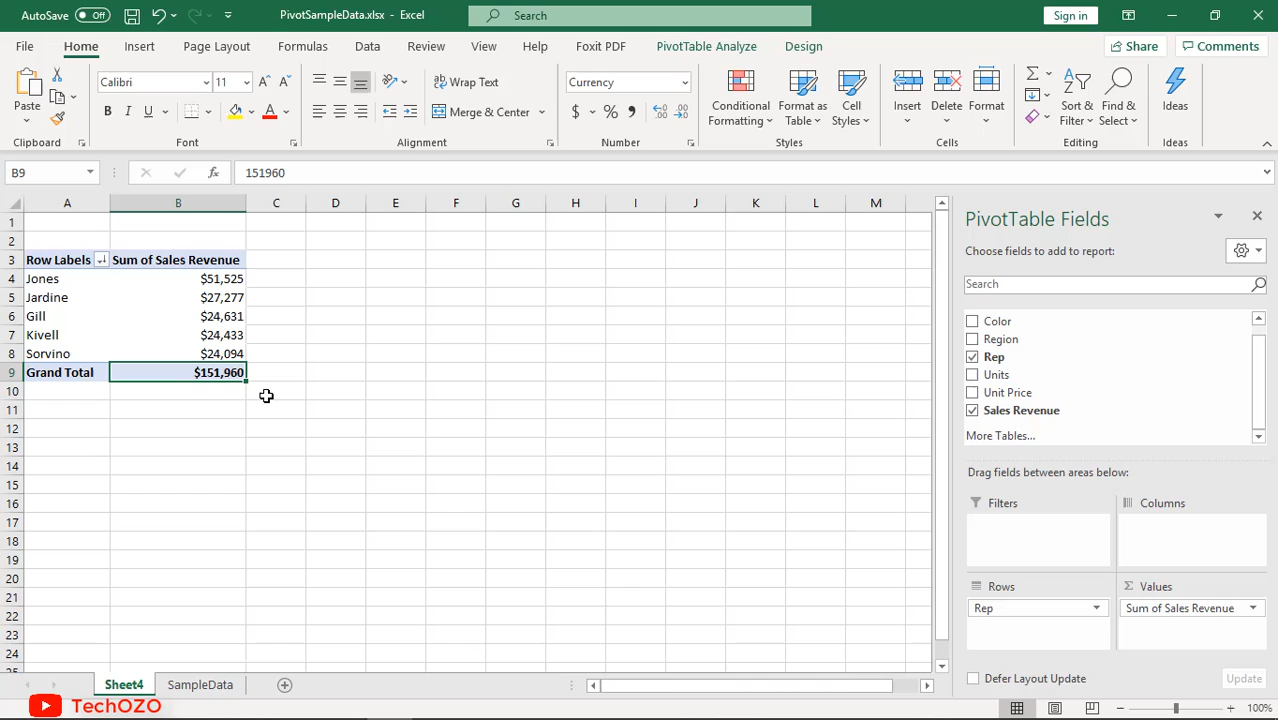 AutoSave Off PivotSampleData.xlsx - Excel Search Sign in
File Home Insert Page Layout Formulas Data Review View Help Foxit PDF PivotTable Analyze Design Share Comments
Paste Calibri 11 A A ab Wrap Text Currency Conditional Formatting Format as Table Cell Styles Insert Delete Format Sort & Filter Find & Select Ideas
B I U A Merge & Center $ % ,
Clipboard Font Alignment Number Styles Cells Editing Ideas
B9 fx 151960
A B C D E F G H I J K L M
1
2
3 Row Labels Sum of Sales Revenue
4 Jones $51,525
5 Jardine $27,277
6 Gill $24,631
7 Kivell $24,433
8 Sorvino $24,094
9 Grand Total $151,960
10
11
12
13
14
15
16
17
18
19
20
21
22
23
24
25
PivotTable Fields
Choose fields to add to report:
Search
Color
Region
Rep
Units
Unit Price
Sales Revenue
More Tables...
Drag fields between areas below:
Filters Columns
Rows Σ Values
Rep Sum of Sales Revenue
Defer Layout Update Update
Sheet4 SampleData
TechOZO
100%